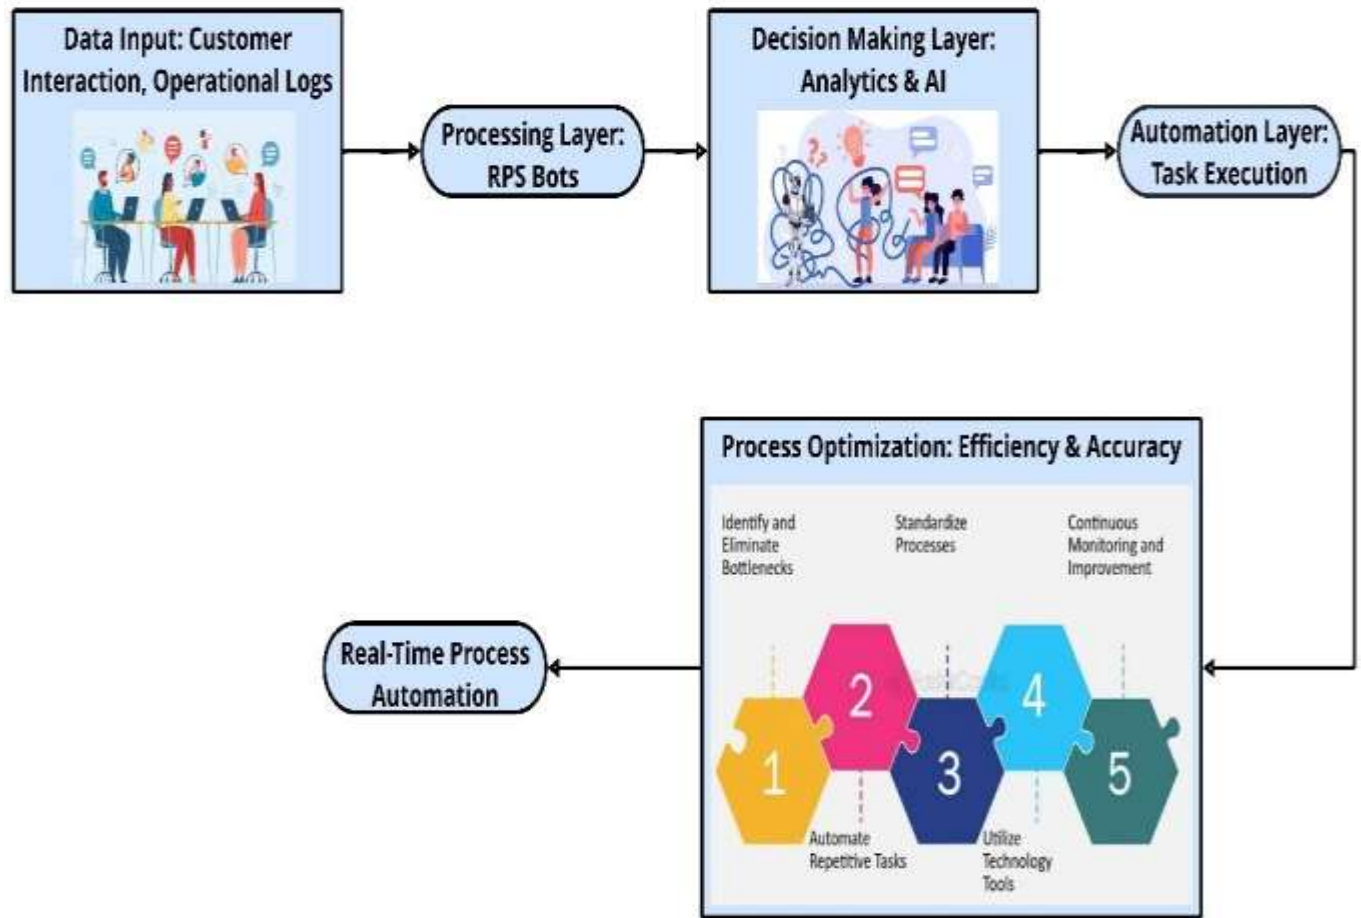 Data Input: Customer
Interaction, Operational Logs
Processing Layer:
RPS Bots
Decision Making Layer:
Analytics & AI
Automation Layer:
Task Execution
Process Optimization: Efficiency & Accuracy
Identify and
Eliminate
Bottlenecks
Standardize
Processes
Continuous
Monitoring and
Improvement
1
2
3
4
5
Automate
Repetitive Tasks
Utilize
Technology
Tools
Real-Time Process
Automation